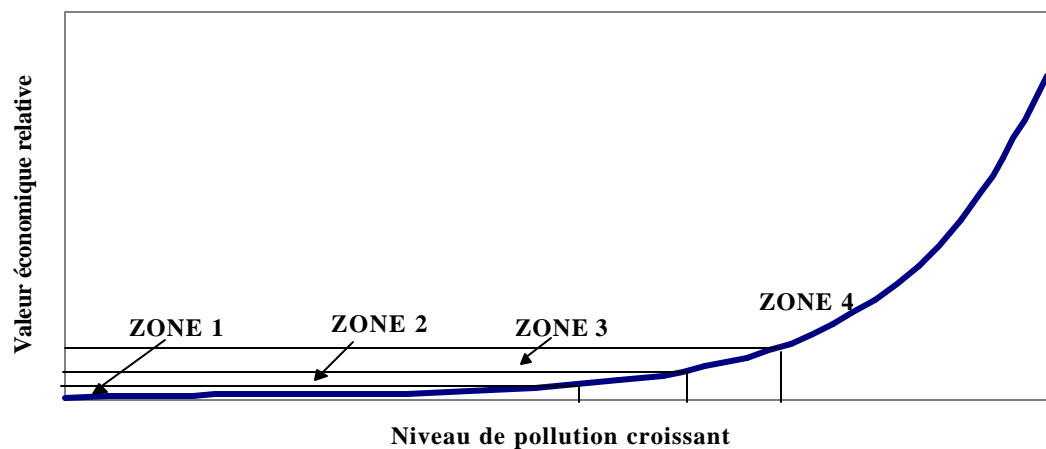 Valeur économique relative
ZONE 1
ZONE 2
ZONE 3
ZONE 4
Niveau de pollution croissant